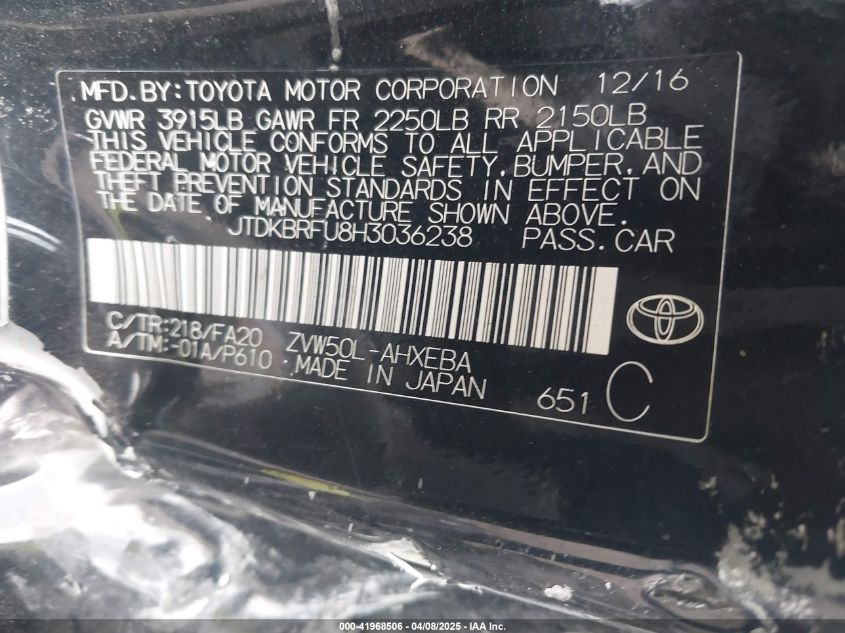 MFD.BY:TOYOTA MOTOR CORPORATION 12/16
GVWR 3915LB GAWR FR 2250LB RR 2150LB
THIS VEHICLE CONFORMS TO ALL APPLICABLE
FEDERAL MOTOR VEHICLE SAFETY,BUMPER,AND
THEFT PREVENTION STANDARDS IN EFFECT ON
THE DATE OF MANUFACTURE SHOWN ABOVE.
JTDKBRFU8H3036238 PASS.CAR
C/TR:218/FA20 ZVW50L-AHXEBA
A/TM:-01A/P610 MADE IN JAPAN
651 C
000-41968506 - 04/08/2025 - IAA Inc.